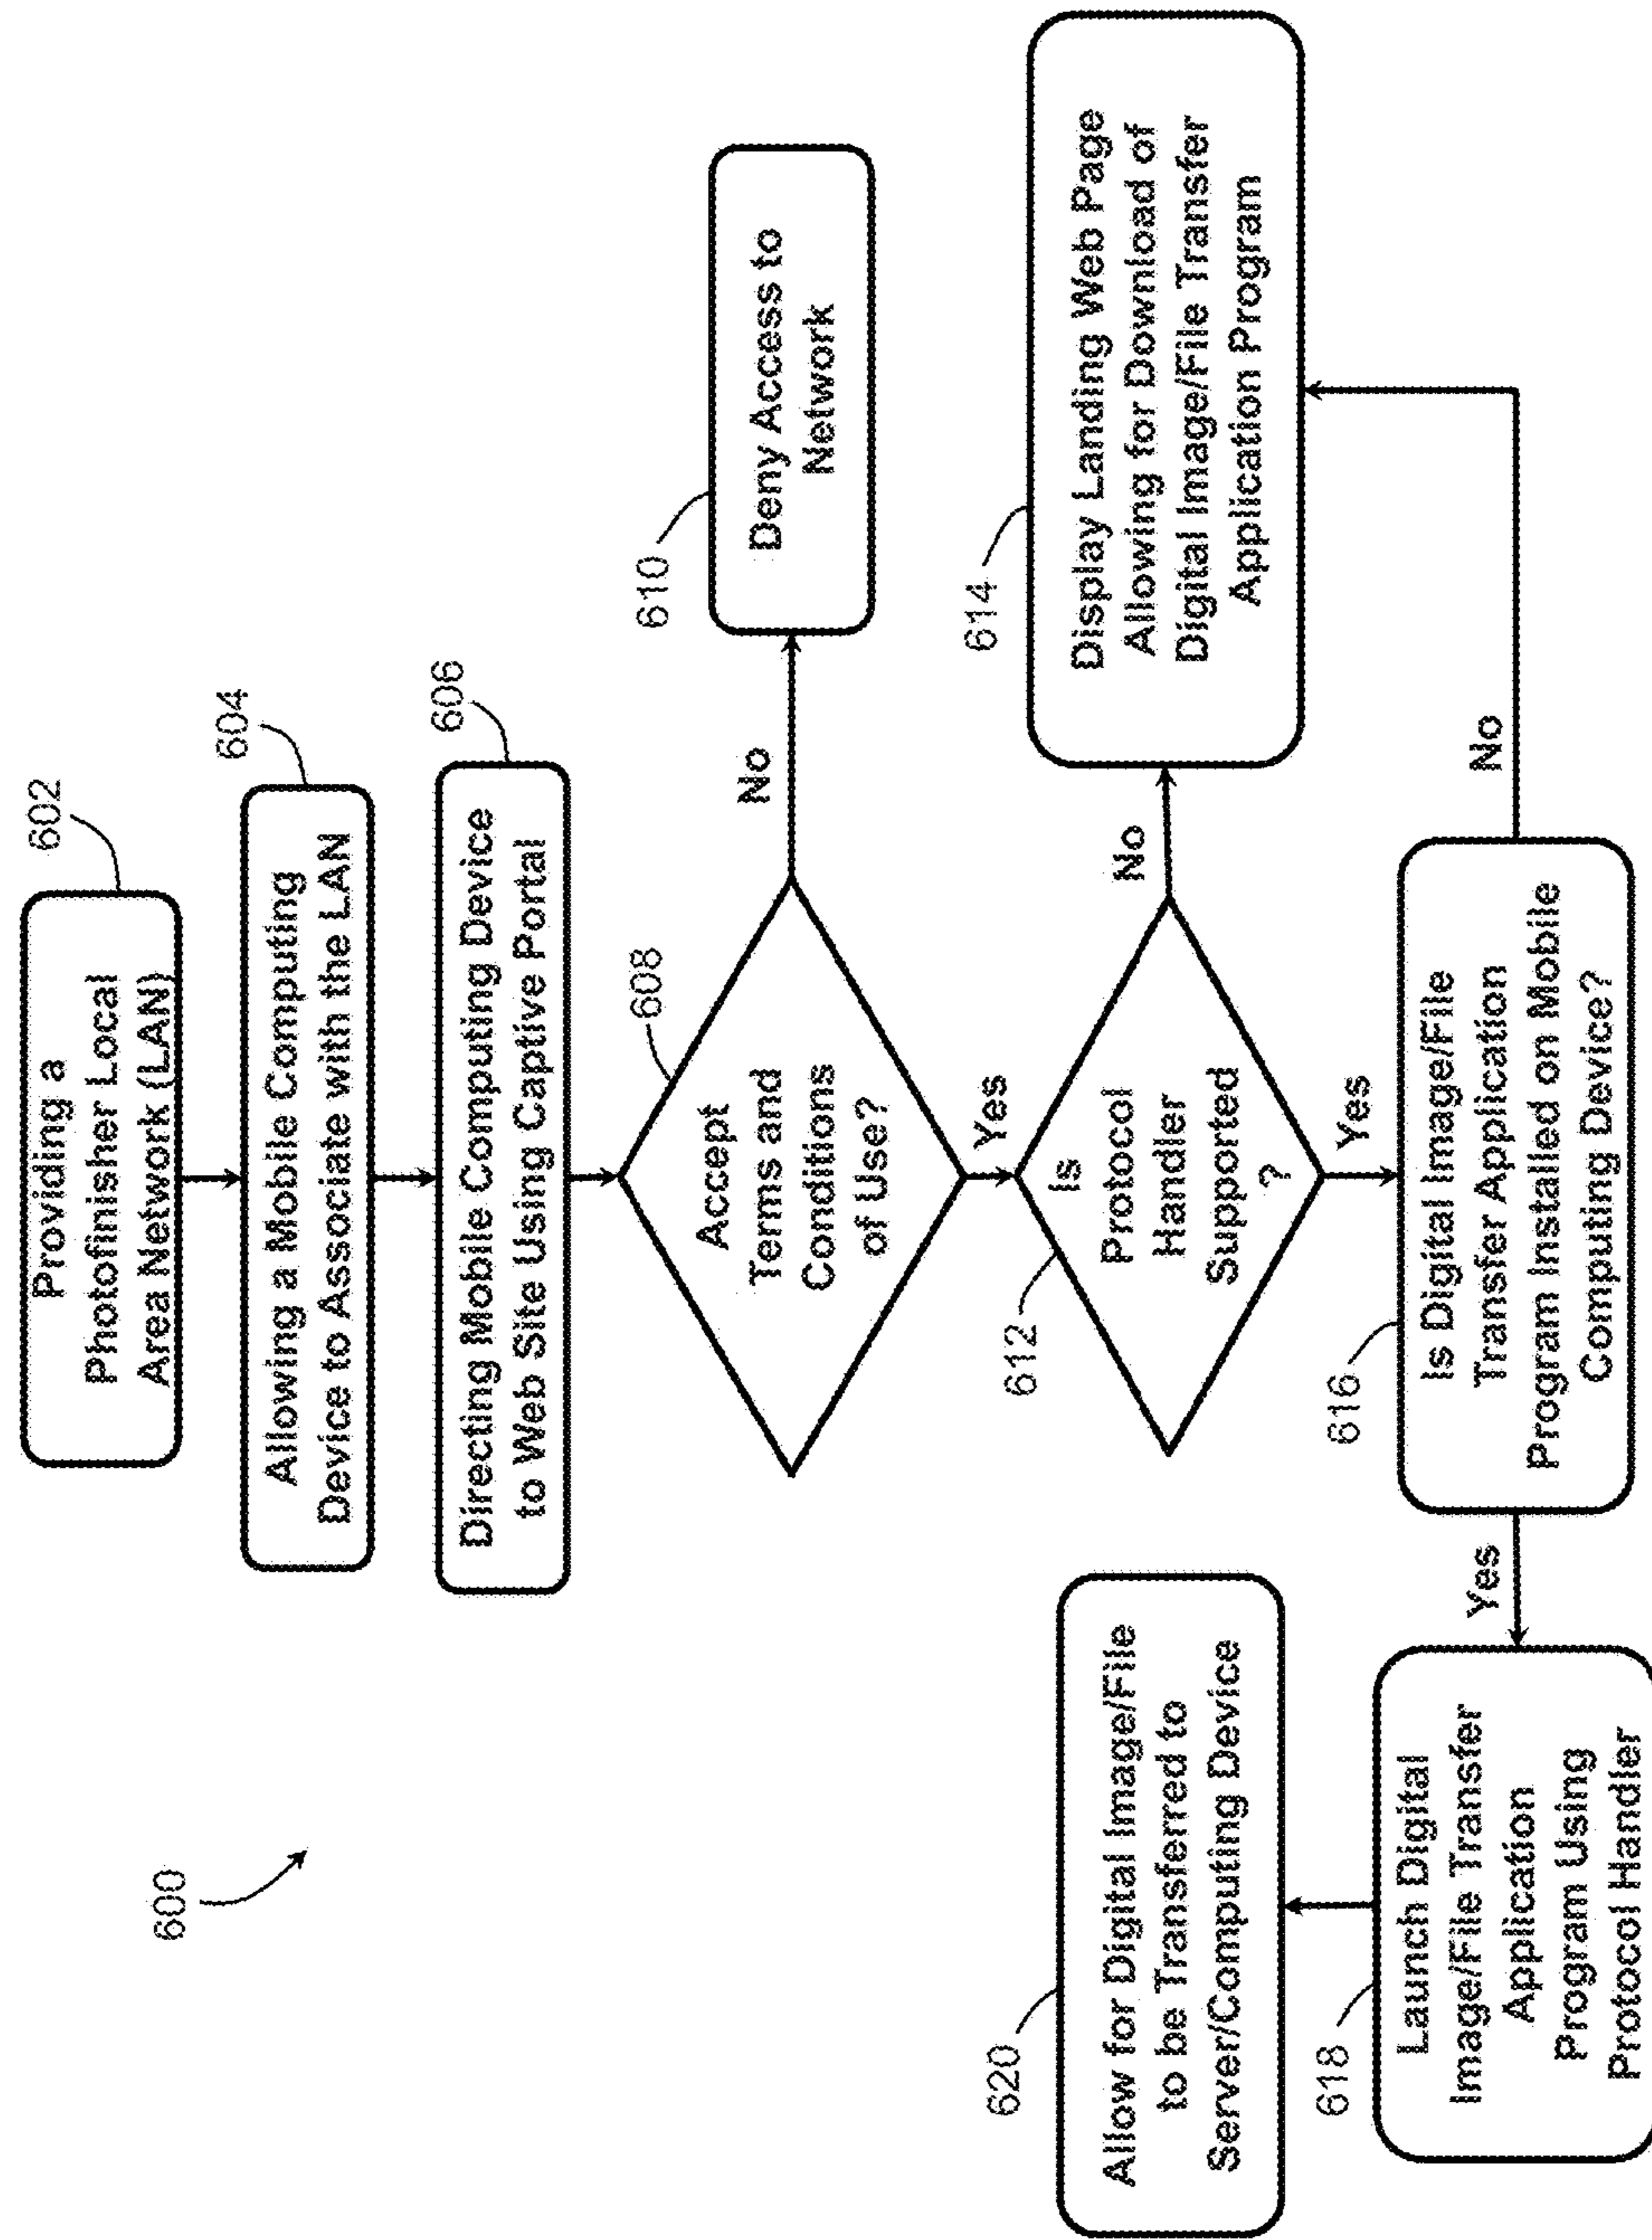 600
602
Providing a
Photofinisher Local
Area Network (LAN)
604
Allowing a Mobile Computing
Device to Associate with the LAN
606
Directing Mobile Computing Device
to Web Site Using Captive Portal
608
Accept
Terms and
Conditions
of Use?
No
610
Deny Access to
Network
Yes
612
Is
Protocol
Handler
Supported
?
No
614
Display Landing Web Page
Allowing for Download of
Digital Image/File Transfer
Application Program
Yes
616
Is Digital Image/File
Transfer Application
Program Installed on Mobile
Computing Device?
No
Yes
618
Launch Digital
Image/File Transfer
Application
Program Using
Protocol Handler
620
Allow for Digital Image/File
to be Transferred to
Server/Computing Device